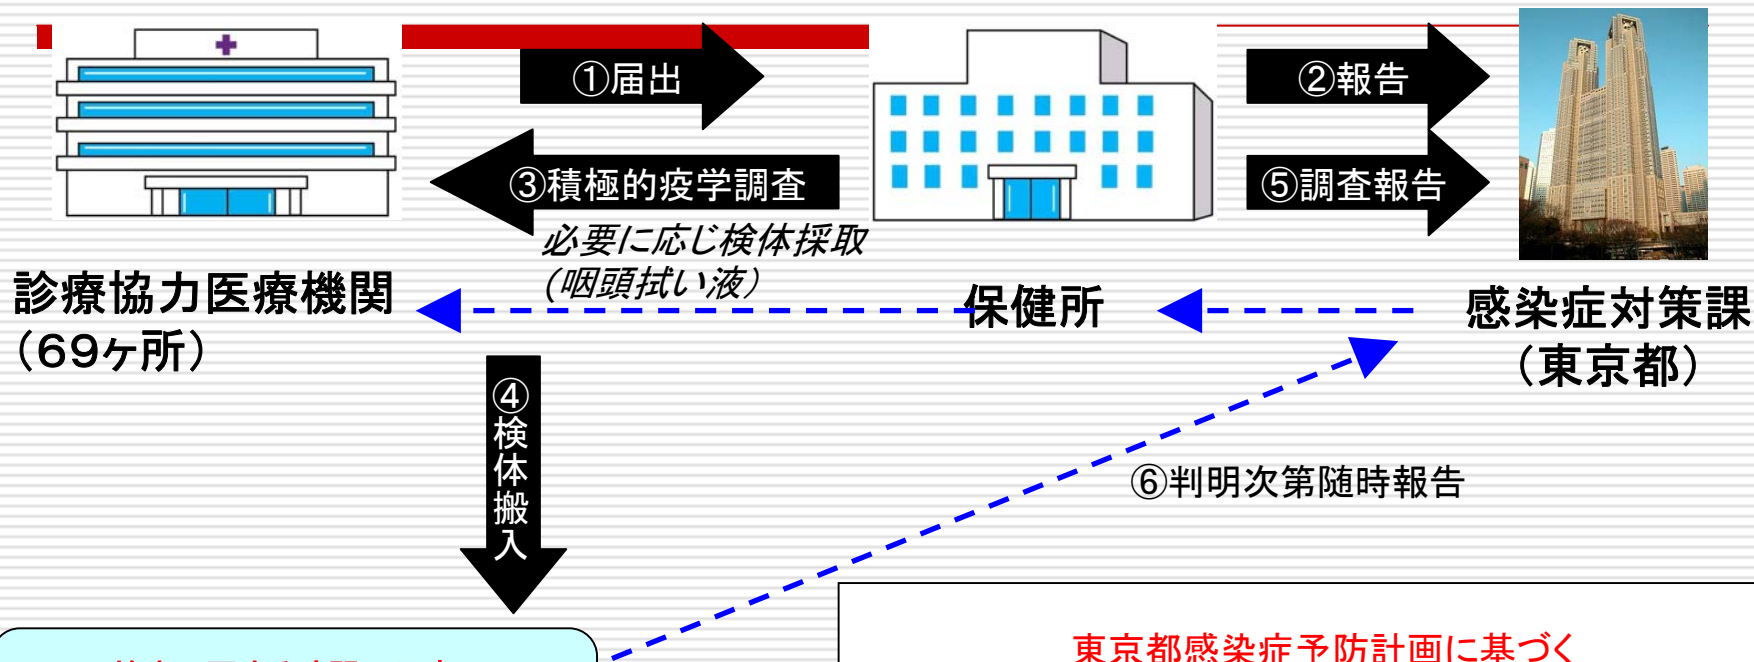 ①届出
②報告
③積極的疫学調査
⑤調査報告
必要に応じ検体採取
(咽頭拭い液)
診療協力医療機関
(69ヶ所)
保健所
感染症対策課
(東京都)
④検体搬入
⑥判明次第随時報告
東京都感染症予防計画に基づく